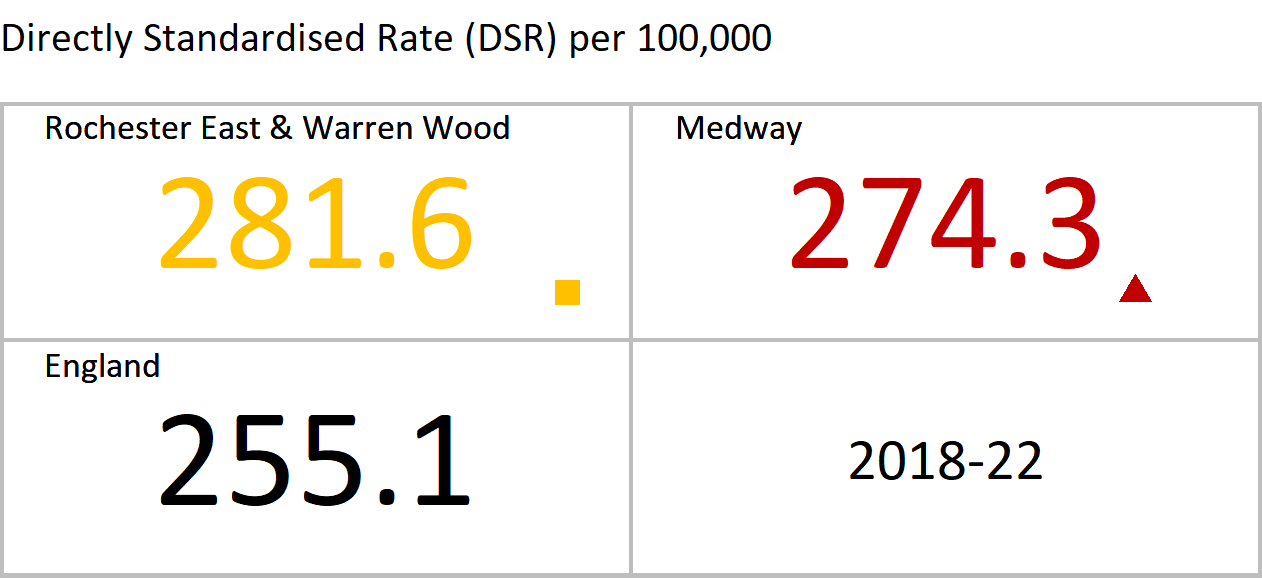 Directly Standardised Rate (DSR) per 100,000
Rochester East & Warren Wood
281.6
Medway
274.3
England
255.1
2018-22